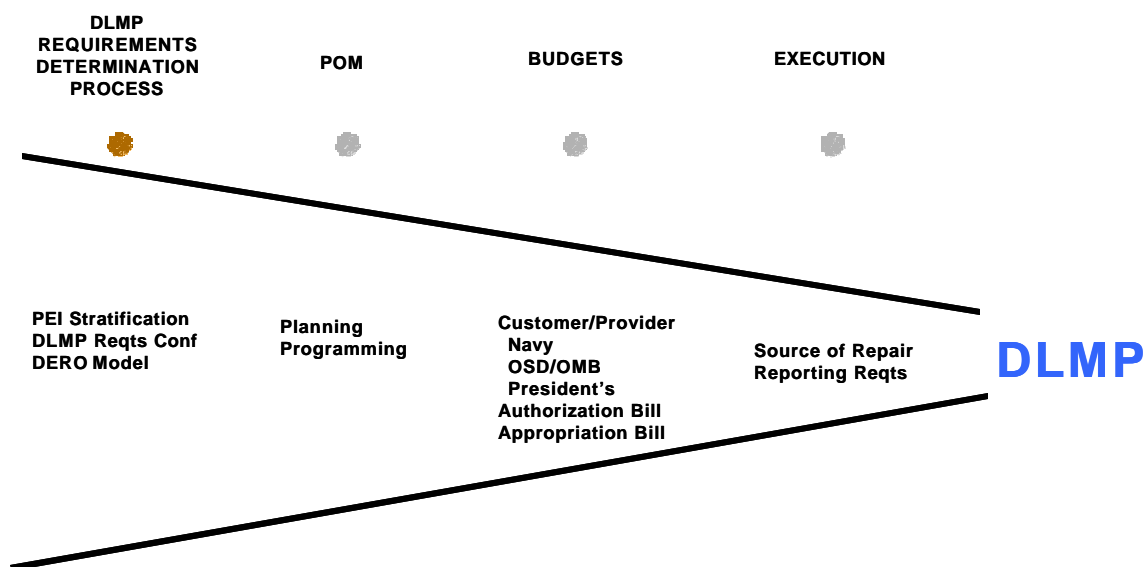 DLMP
REQUIREMENTS
DETERMINATION
PROCESS
POM
BUDGETS
EXECUTION
PEI Stratification
DLMP Reqts Conf
DERO Model
Planning
Programming
Customer/Provider
Navy
OSD/OMB
President's
Authorization Bill
Appropriation Bill
Source of Repair
Reporting Reqts
DLMP